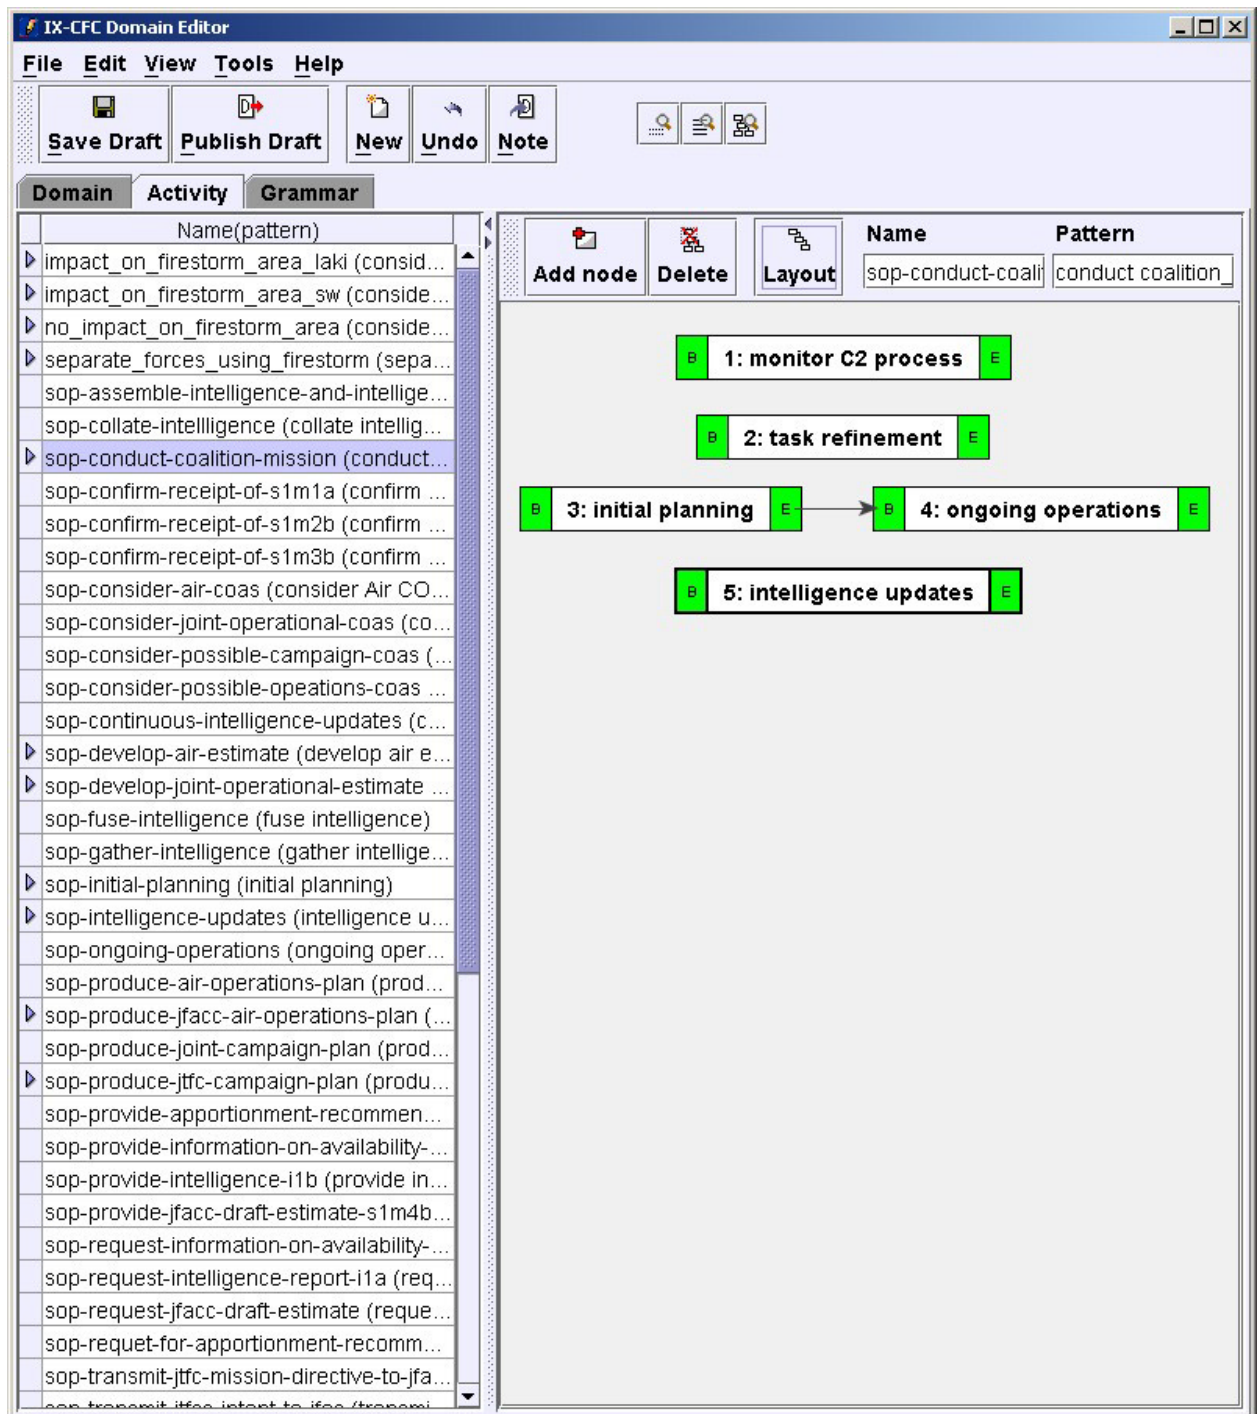 IX-CFC Domain Editor
File Edit View Tools Help
Save Draft Publish Draft New Undo Note
Domain Activity Grammar
Name(pattern)
impact_on_firestorm_area_laki (consid...
impact_on_firestorm_area_sw (conside...
no_impact_on_firestorm_area (conside...
separate_forces_using_firestorm (sepa...
sop-assemble-intelligence-and-intellige...
sop-collate-intellligence (collate intellig...
sop-conduct-coalition-mission (conduct...
sop-confirm-receipt-of-s1m1a (confirm ...
sop-confirm-receipt-of-s1m2b (confirm ...
sop-confirm-receipt-of-s1m3b (confirm ...
sop-consider-air-coas (consider Air CO...
sop-consider-joint-operational-coas (co...
sop-consider-possible-campaign-coas (...
sop-consider-possible-opeations-coas ...
sop-continuous-intelligence-updates (c...
sop-develop-air-estimate (develop air e...
sop-develop-joint-operational-estimate ...
sop-fuse-intelligence (fuse intelligence)
sop-gather-intelligence (gather intellige...
sop-initial-planning (initial planning)
sop-intelligence-updates (intelligence u...
sop-ongoing-operations (ongoing oper...
sop-produce-air-operations-plan (prod...
sop-produce-jfacc-air-operations-plan (...
sop-produce-joint-campaign-plan (prod...
sop-produce-jtfc-campaign-plan (produ...
sop-provide-apportionment-recommen...
sop-provide-information-on-availability-...
sop-provide-intelligence-i1b (provide in...
sop-provide-jfacc-draft-estimate-s1m4b...
sop-request-information-on-availability-...
sop-request-intelligence-report-i1a (req...
sop-request-jfacc-draft-estimate (reque...
sop-requet-for-apportionment-recomm...
sop-transmit-jtfc-mission-directive-to-jfa...
Add node Delete Layout
Name Pattern
sop-conduct-coali conduct coalition_
B 1: monitor C2 process E
B 2: task refinement E
B 3: initial planning E B 4: ongoing operations E
B 5: intelligence updates E